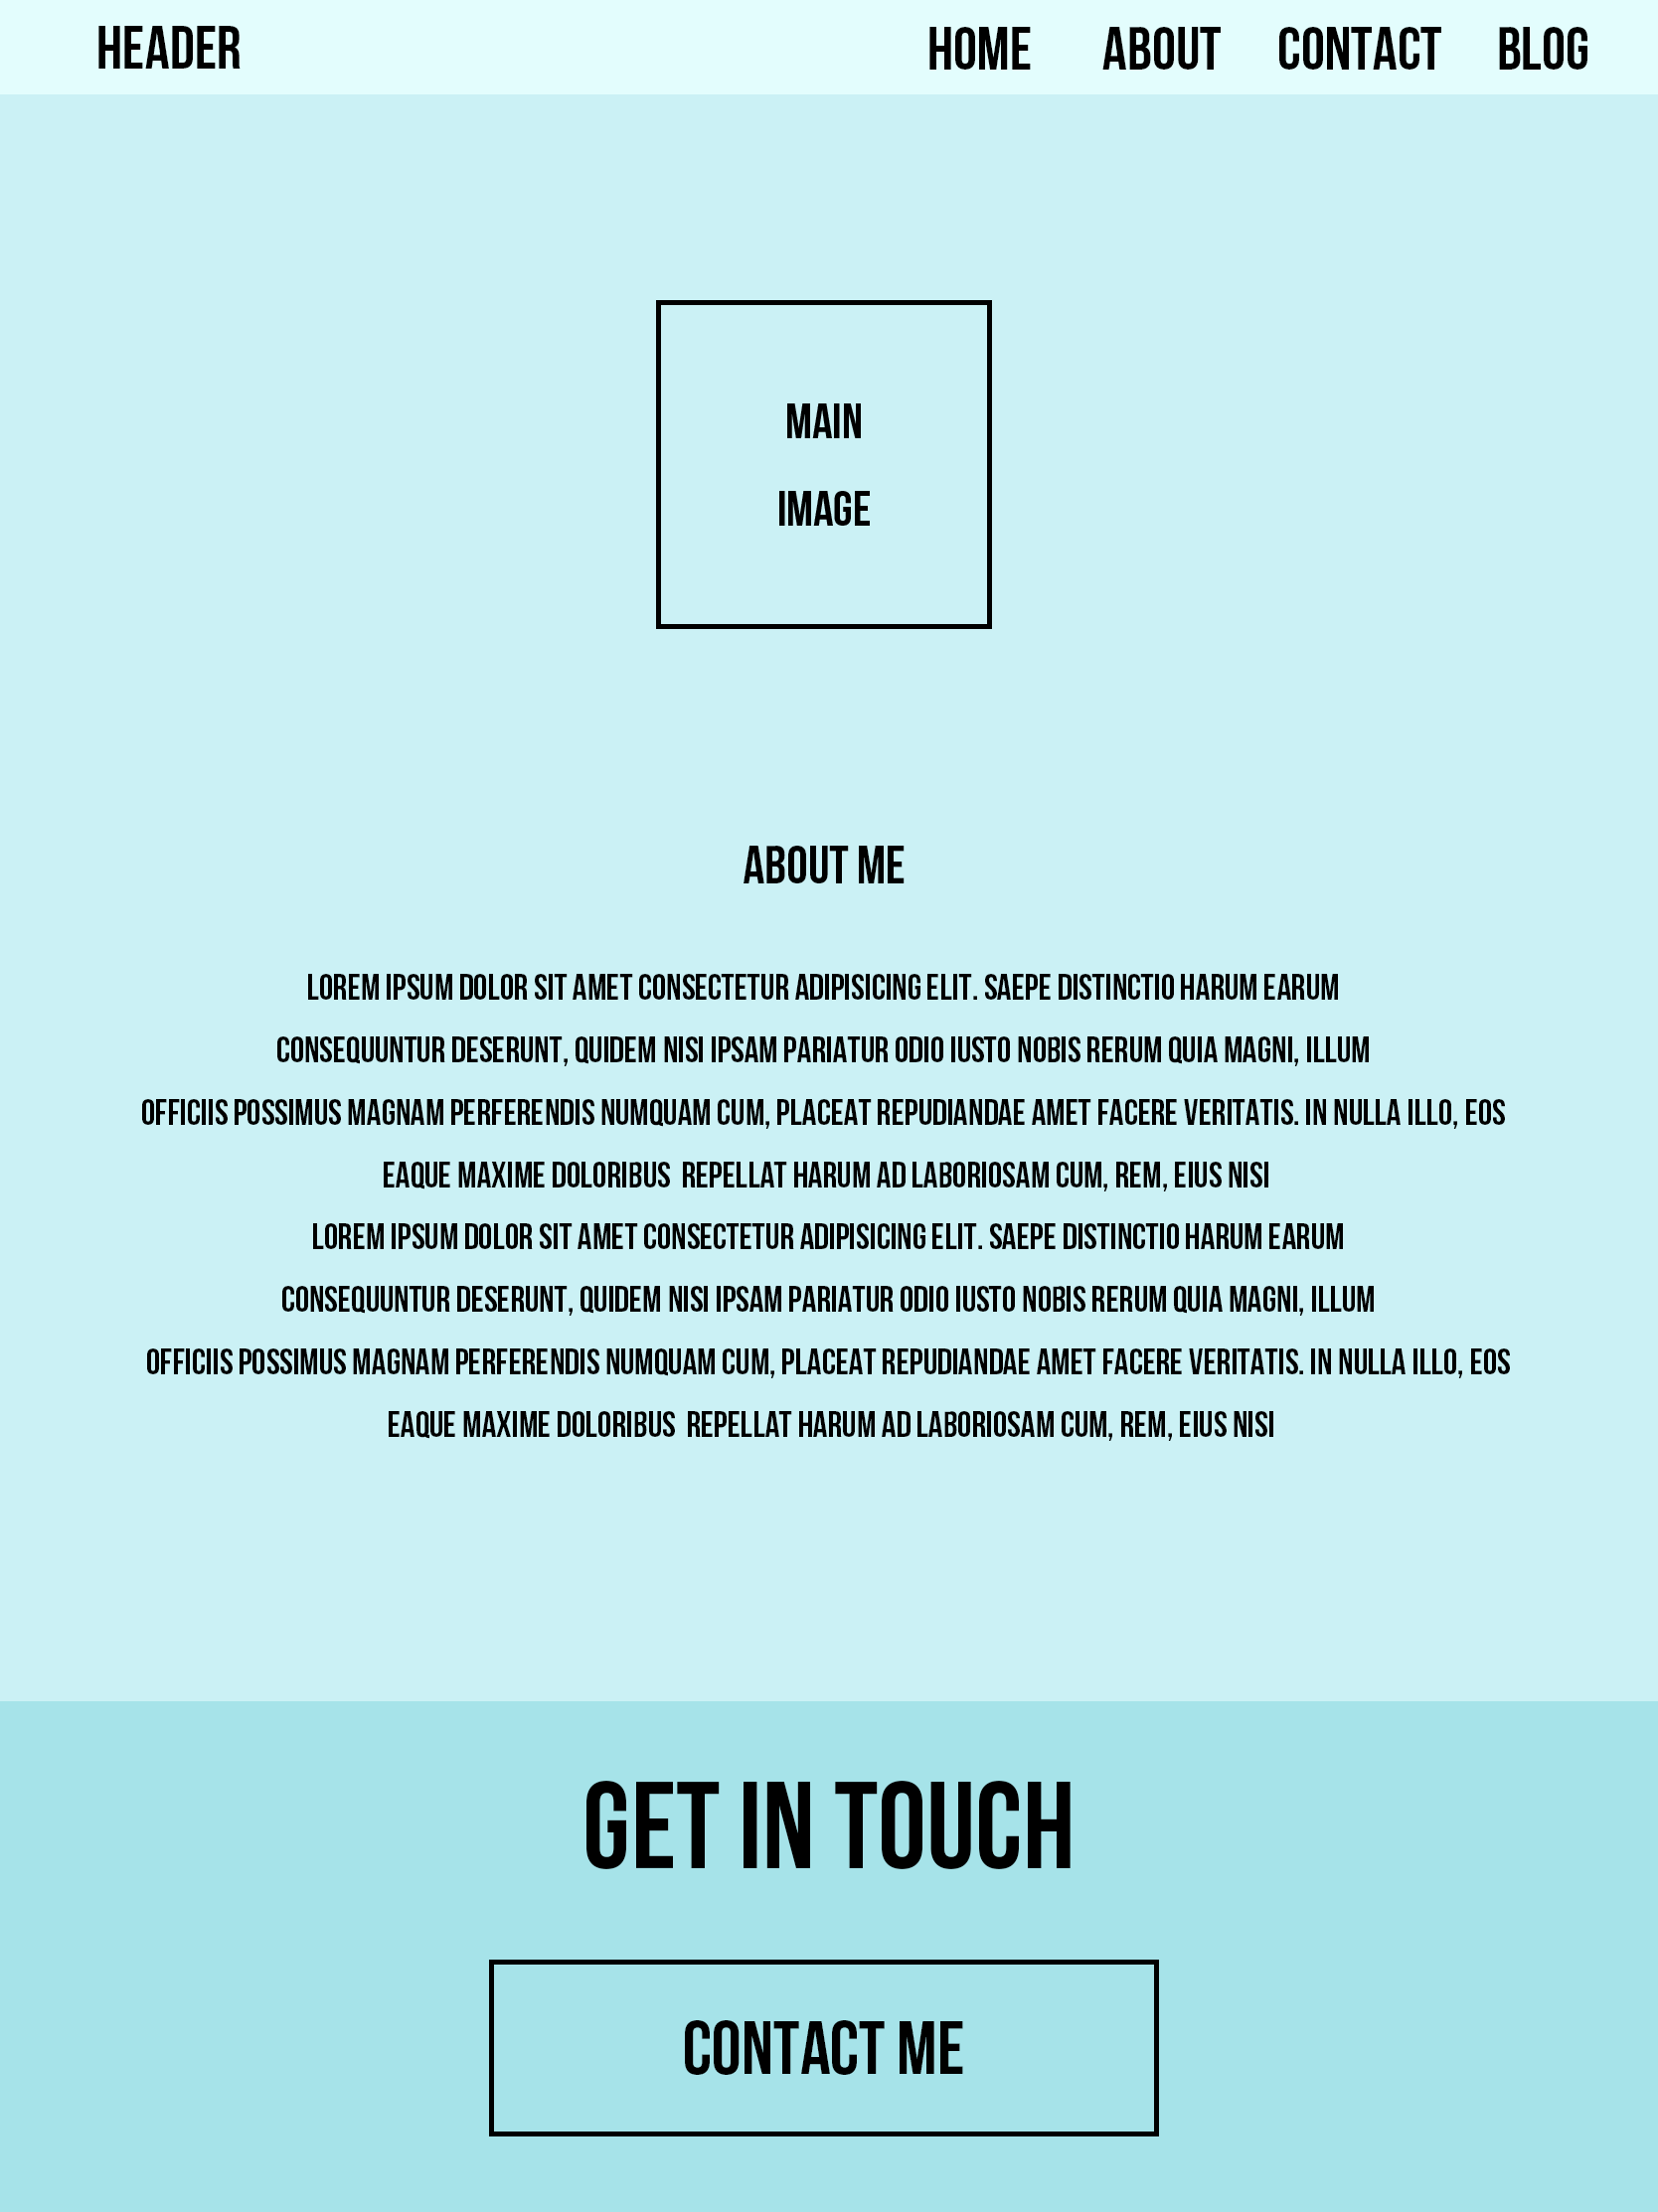 HEADER HOME ABOUT CONTACT BLOG
MAIN
IMAGE
ABOUT ME
LOREM IPSUM DOLOR SIT AMET CONSECTETUR ADIPISICING ELIT. SAEPE DISTINCTIO HARUM EARUM
CONSEQUUNTUR DESERUNT, QUIDEM NISI IPSAM PARIATUR ODIO IUSTO NOBIS RERUM QUIA MAGNI, ILLUM
OFFICIIS POSSIMUS MAGNAM PERFERENDIS NUMQUAM CUM, PLACEAT REPUDIANDAE AMET FACERE VERITATIS. IN NULLA ILLO, EOS
EAQUE MAXIME DOLORIBUS REPELLAT HARUM AD LABORIOSAM CUM, REM, EIUS NISI
LOREM IPSUM DOLOR SIT AMET CONSECTETUR ADIPISICING ELIT. SAEPE DISTINCTIO HARUM EARUM
CONSEQUUNTUR DESERUNT, QUIDEM NISI IPSAM PARIATUR ODIO IUSTO NOBIS RERUM QUIA MAGNI, ILLUM
OFFICIIS POSSIMUS MAGNAM PERFERENDIS NUMQUAM CUM, PLACEAT REPUDIANDAE AMET FACERE VERITATIS. IN NULLA ILLO, EOS
EAQUE MAXIME DOLORIBUS REPELLAT HARUM AD LABORIOSAM CUM, REM, EIUS NISI
GET IN TOUCH
CONTACT ME